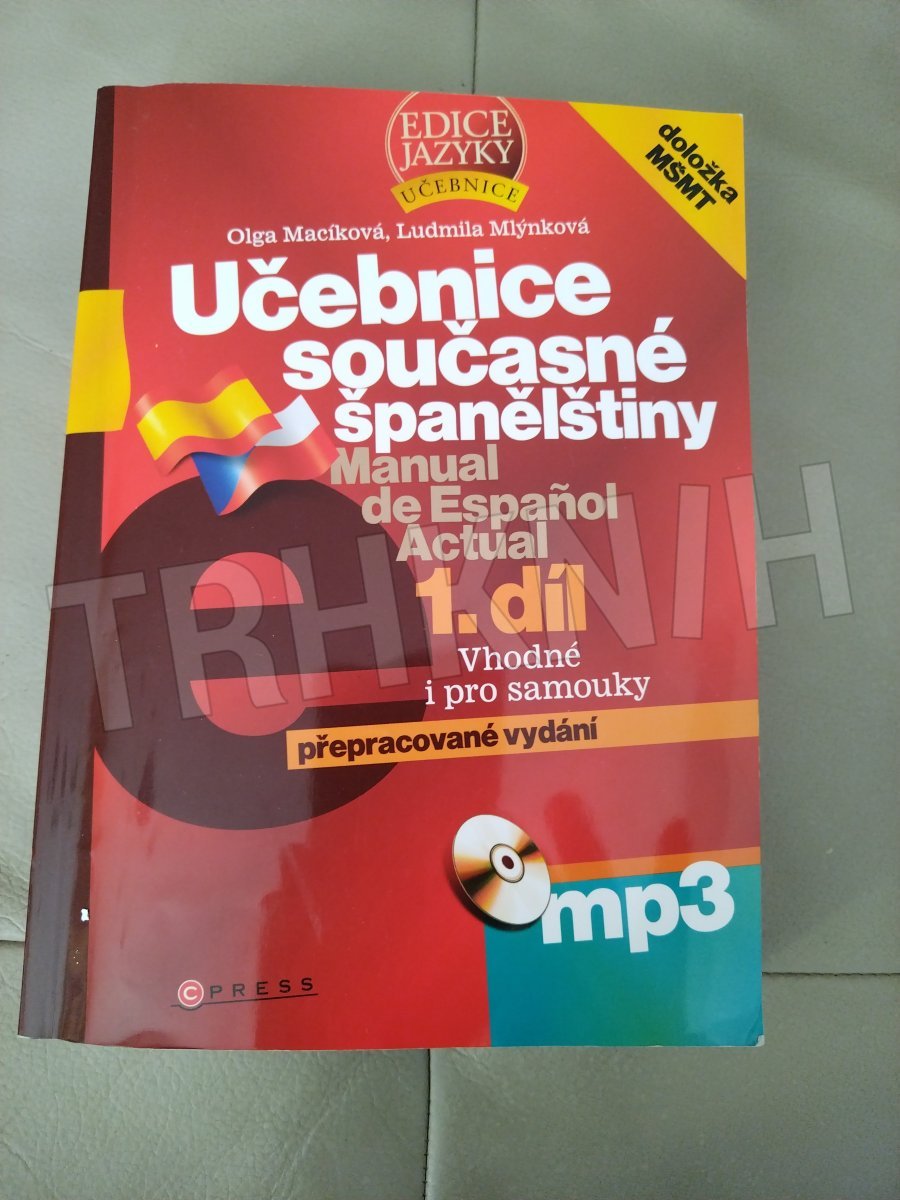 EDICE
JAZYKY
UČEBNICE
doložka
MŠMT
Olga Macíková, Ludmila Mlýnková
Učebnice
současné
španělštiny
Manual
de Español
Actual
1. díl
Vhodné
i pro samouky
přepracované vydání
e
mp3
CPRESS
TRHKNIH